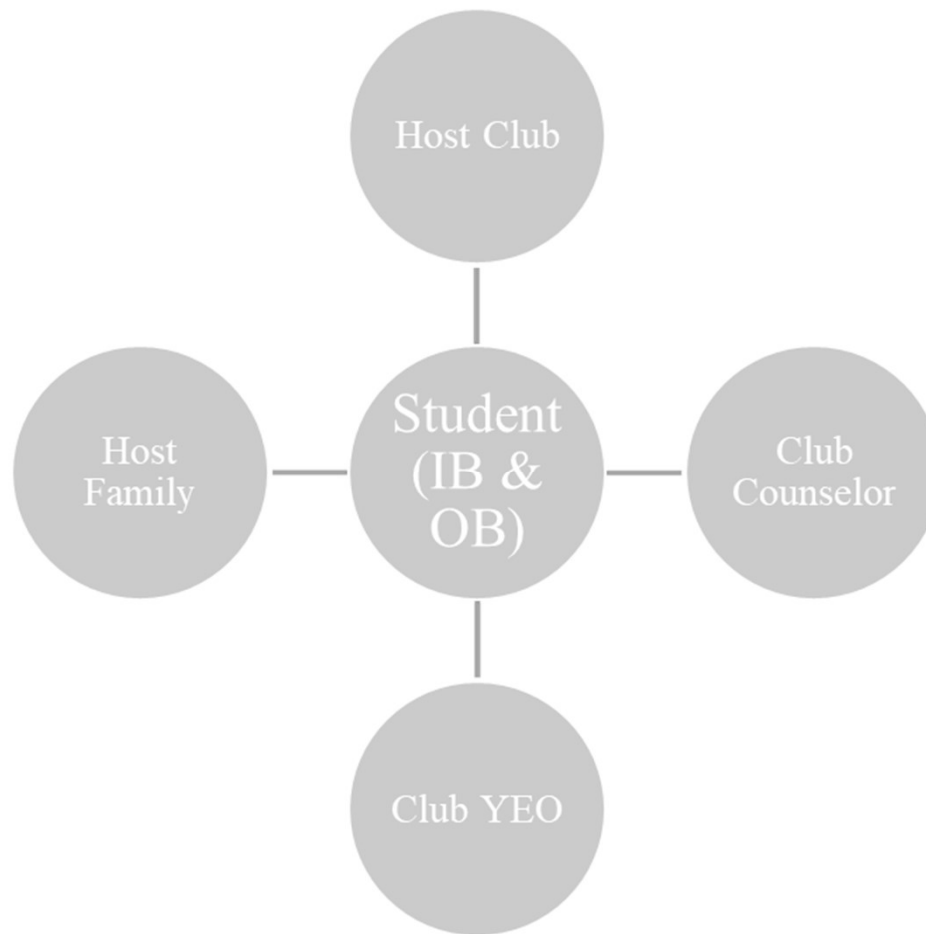 Host Club
Host
Family
Student
(IB &
OB)
Club
Counselor
Club YEO